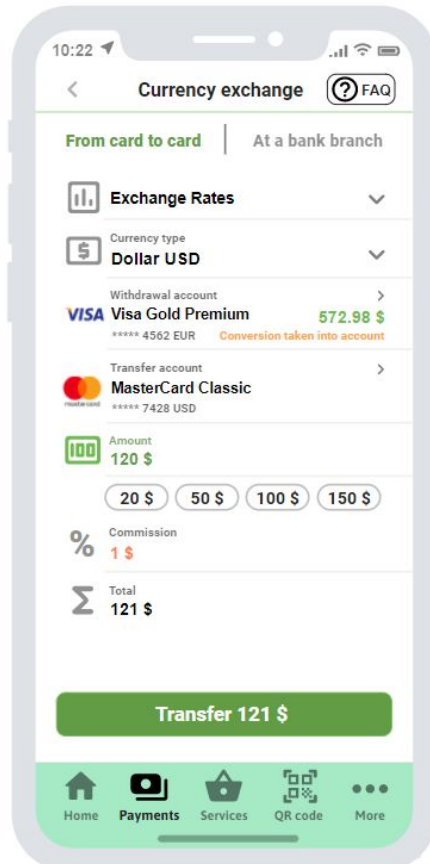 10:22
Currency exchange
? FAQ
From card to card
At a bank branch
Exchange Rates
Currency type
$ Dollar USD
Withdrawal account
VISA Visa Gold Premium 572.98 $
***** 4562 EUR Conversion taken into account
Transfer account
MasterCard Classic
mastercard
***** 7428 USD
Amount
100 120 $
20 $ 50 $ 100 $ 150 $
Commission
% 1 $
Total
Σ 121 $
Transfer 121 $
Home Payments Services QR code More